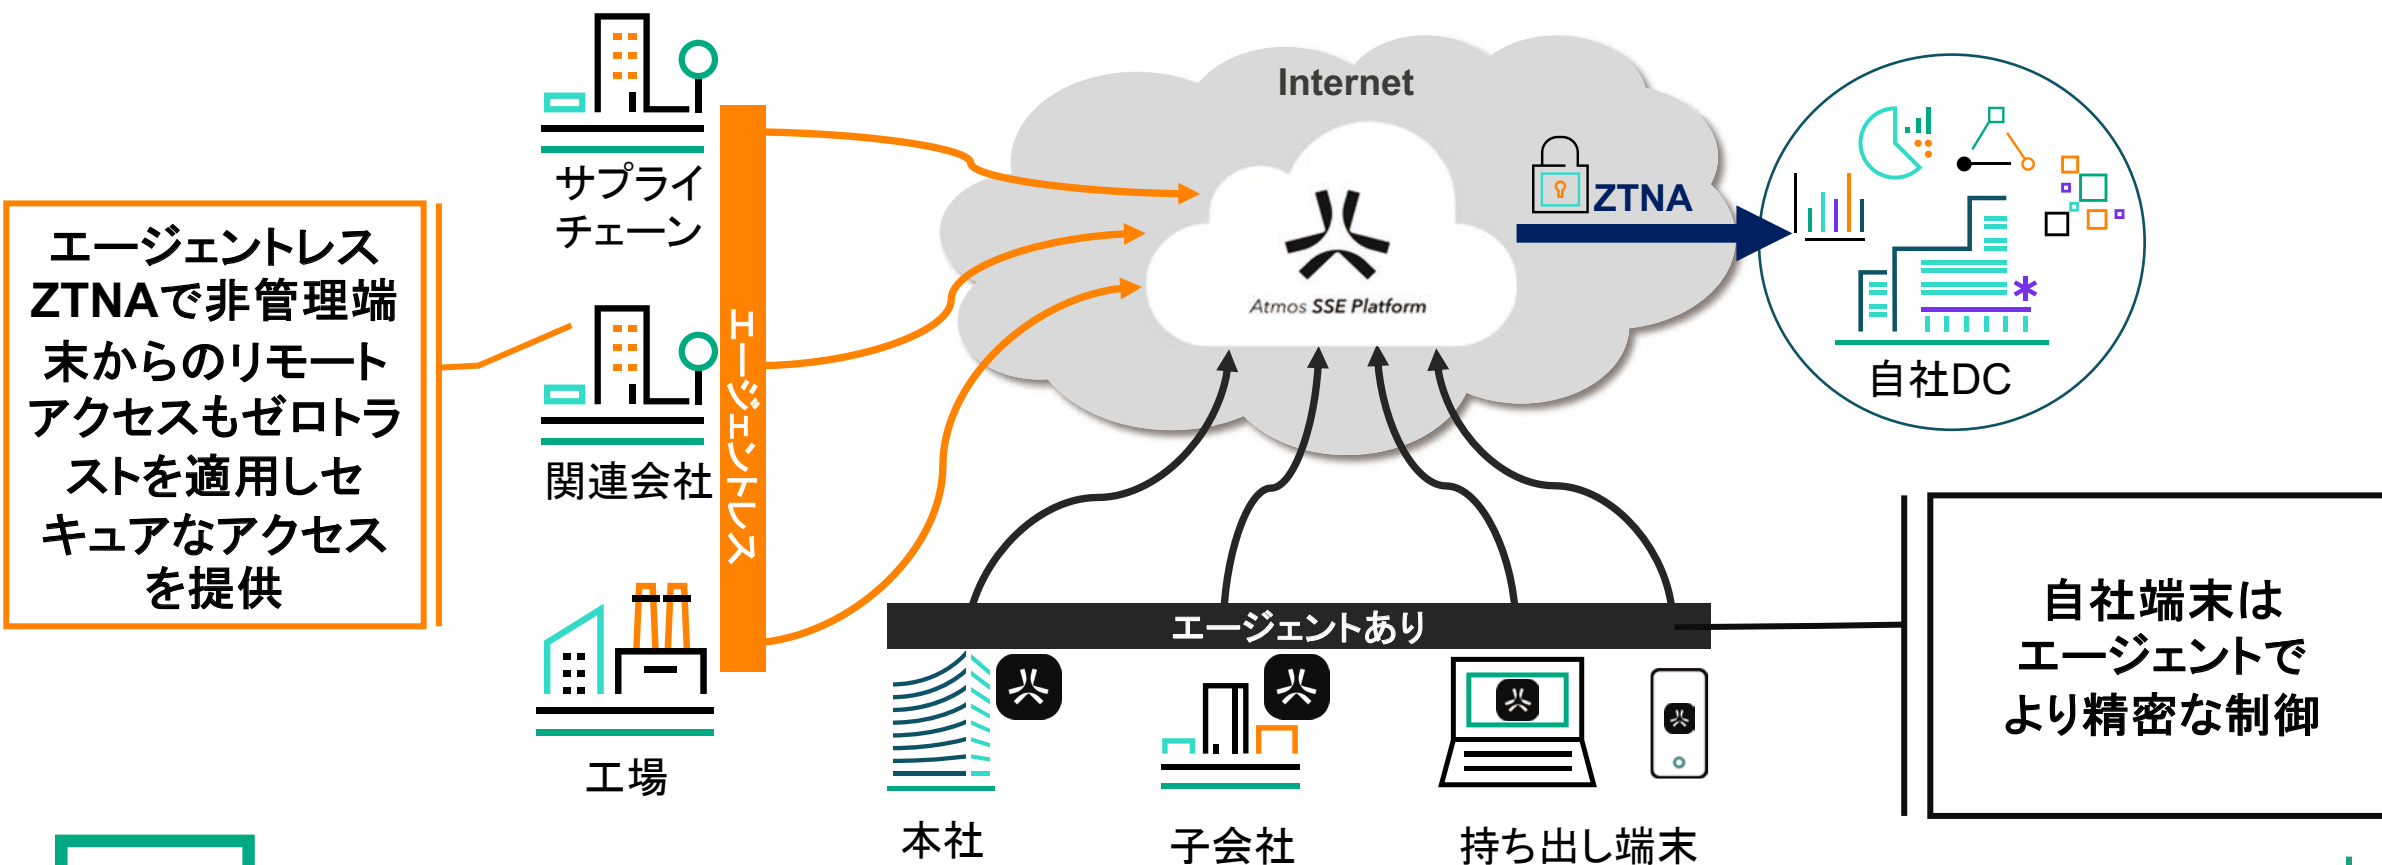 エージェントレス
ZTNAで非管理端
末からのリモート
アクセスもゼロトラ
ストを適用しセ
キュアなアクセス
を提供
サプライ
チェーン
関連会社
工場
エージェントレス
Internet
Atmos SSE Platform
ZTNA
自社DC
エージェントあり
本社
子会社
持ち出し端末
自社端末は
エージェントで
より精密な制御